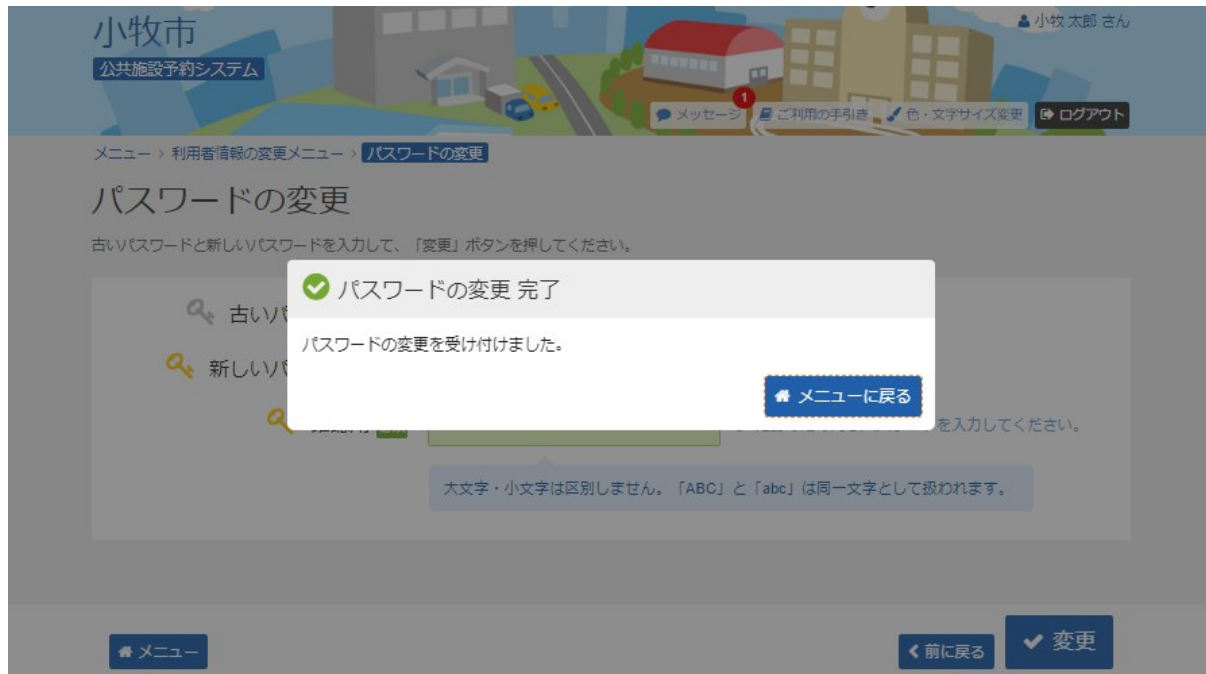 小牧市
小牧 太郎 さん
公共施設予約システム
1
メッセージ
ご利用の手引き
色・文字サイズ変更
ログアウト
メニュー › 利用者情報の変更メニュー › パスワードの変更
パスワードの変更
古いパスワードと新しいパスワードを入力して、「変更」ボタンを押してください。
パスワードの変更 完了
古いパ
パスワードの変更を受け付けました。
新しいパ
メニューに戻る
を入力してください。
大文字・小文字は区別しません。「ABC」と「abc」は同一文字として扱われます。
メニュー
前に戻る
変更